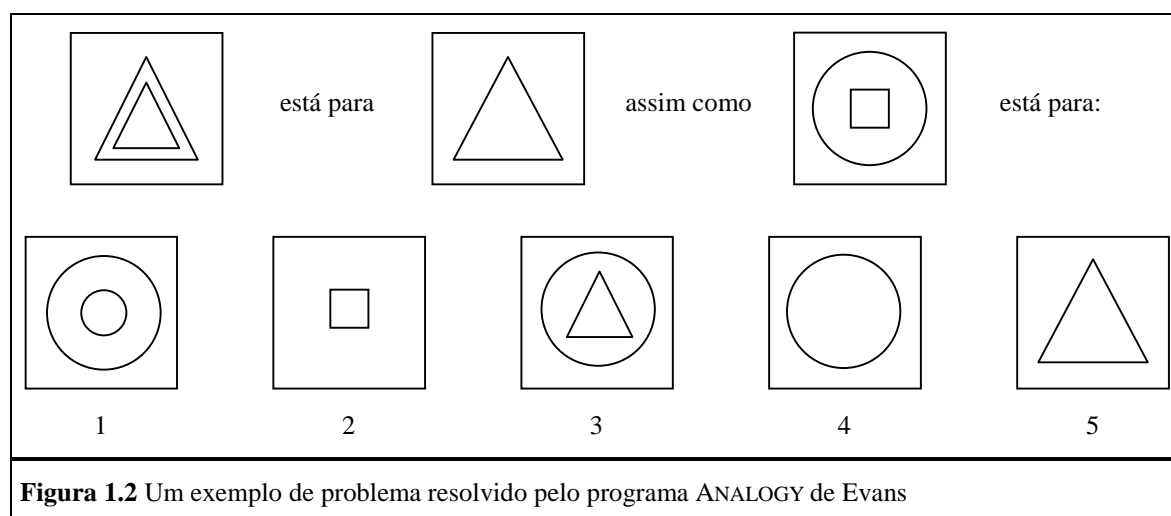 está para assim como está para:
1 2 3 4 5
Figura 1.2 Um exemplo de problema resolvido pelo programa ANALOGY de Evans